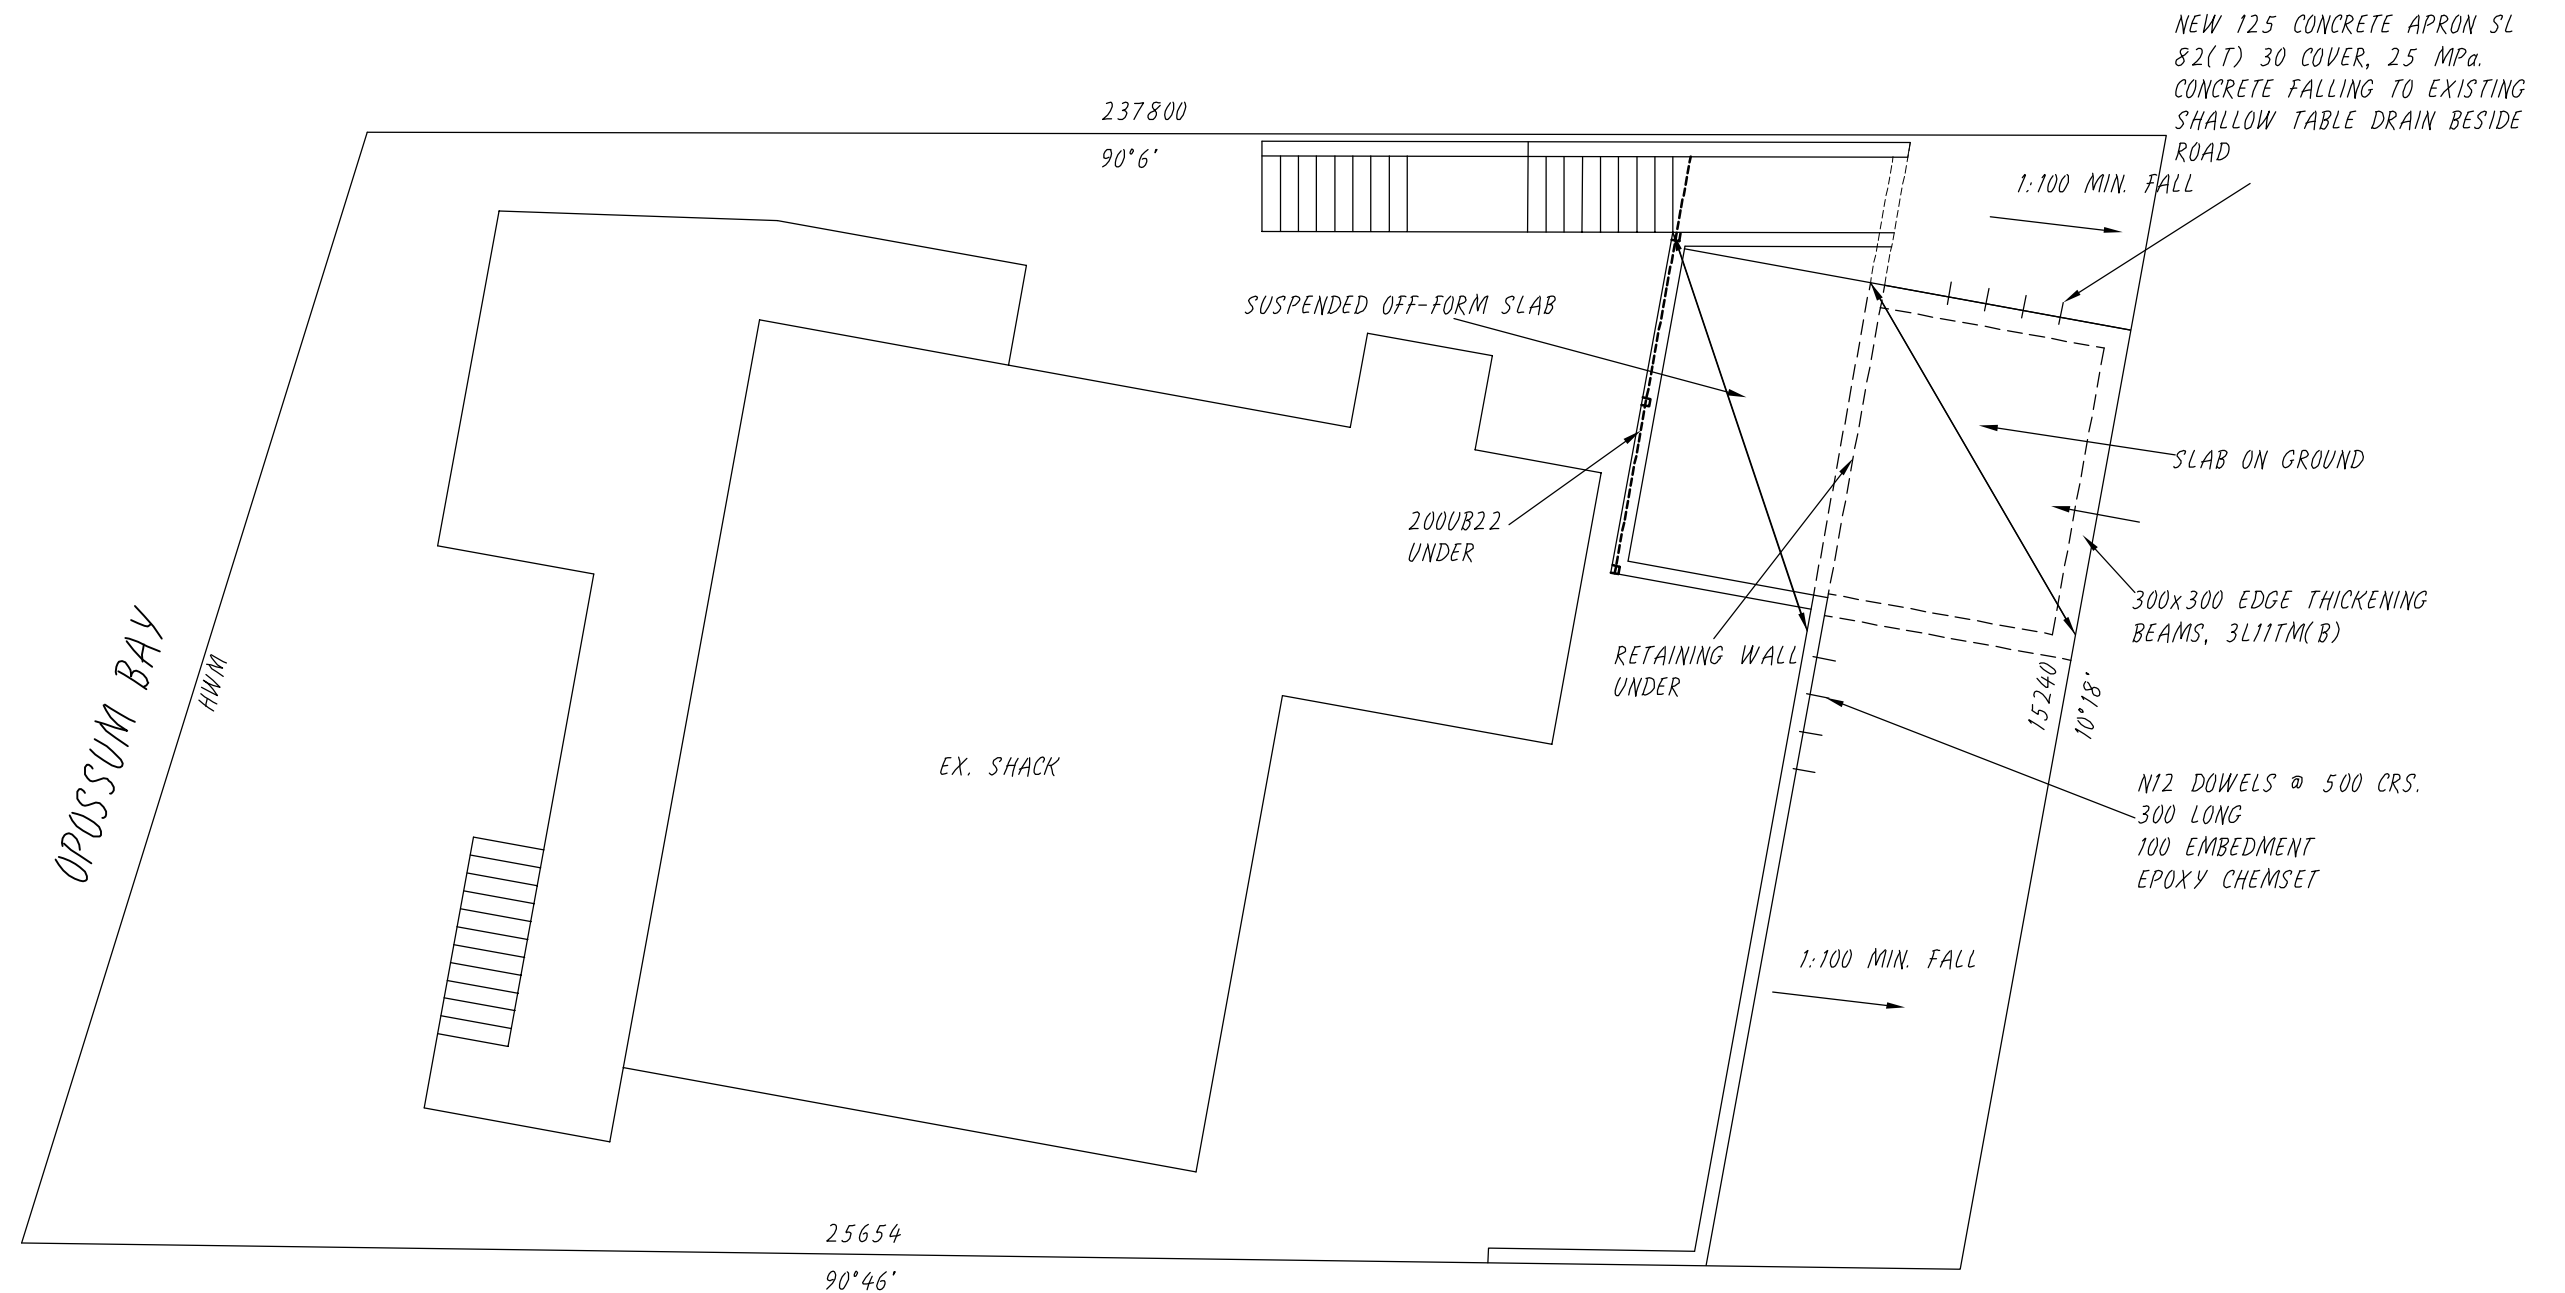 NEW 125 CONCRETE APRON SL
82(T) 30 COVER, 25 MPa.
CONCRETE FALLING TO EXISTING
SHALLOW TABLE DRAIN BESIDE
ROAD
237800
90°6'
1:100 MIN. FALL
SUSPENDED OFF-FORM SLAB
SLAB ON GROUND
200UB22
UNDER
300x300 EDGE THICKENING
BEAMS, 3L11TM(B)
RETAINING WALL
UNDER
15240
10°18'
OPOSSUM BAY
HWM
EX. SHACK
N12 DOWELS @ 500 CRS.
300 LONG
100 EMBEDMENT
EPOXY CHEMSET
1:100 MIN. FALL
25654
90°46'